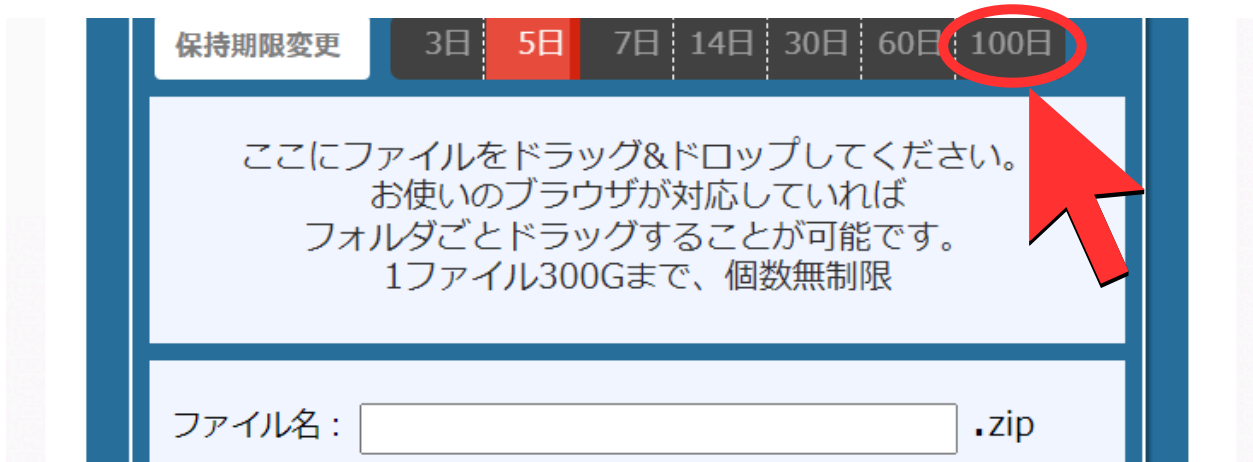 保持期限変更 3日 5日 7日 14日 30日 60日 100日
ここにファイルをドラッグ&ドロップしてください。
お使いのブラウザが対応していれば
フォルダごとドラッグすることが可能です。
1ファイル300Gまで、個数無制限
ファイル名： .zip